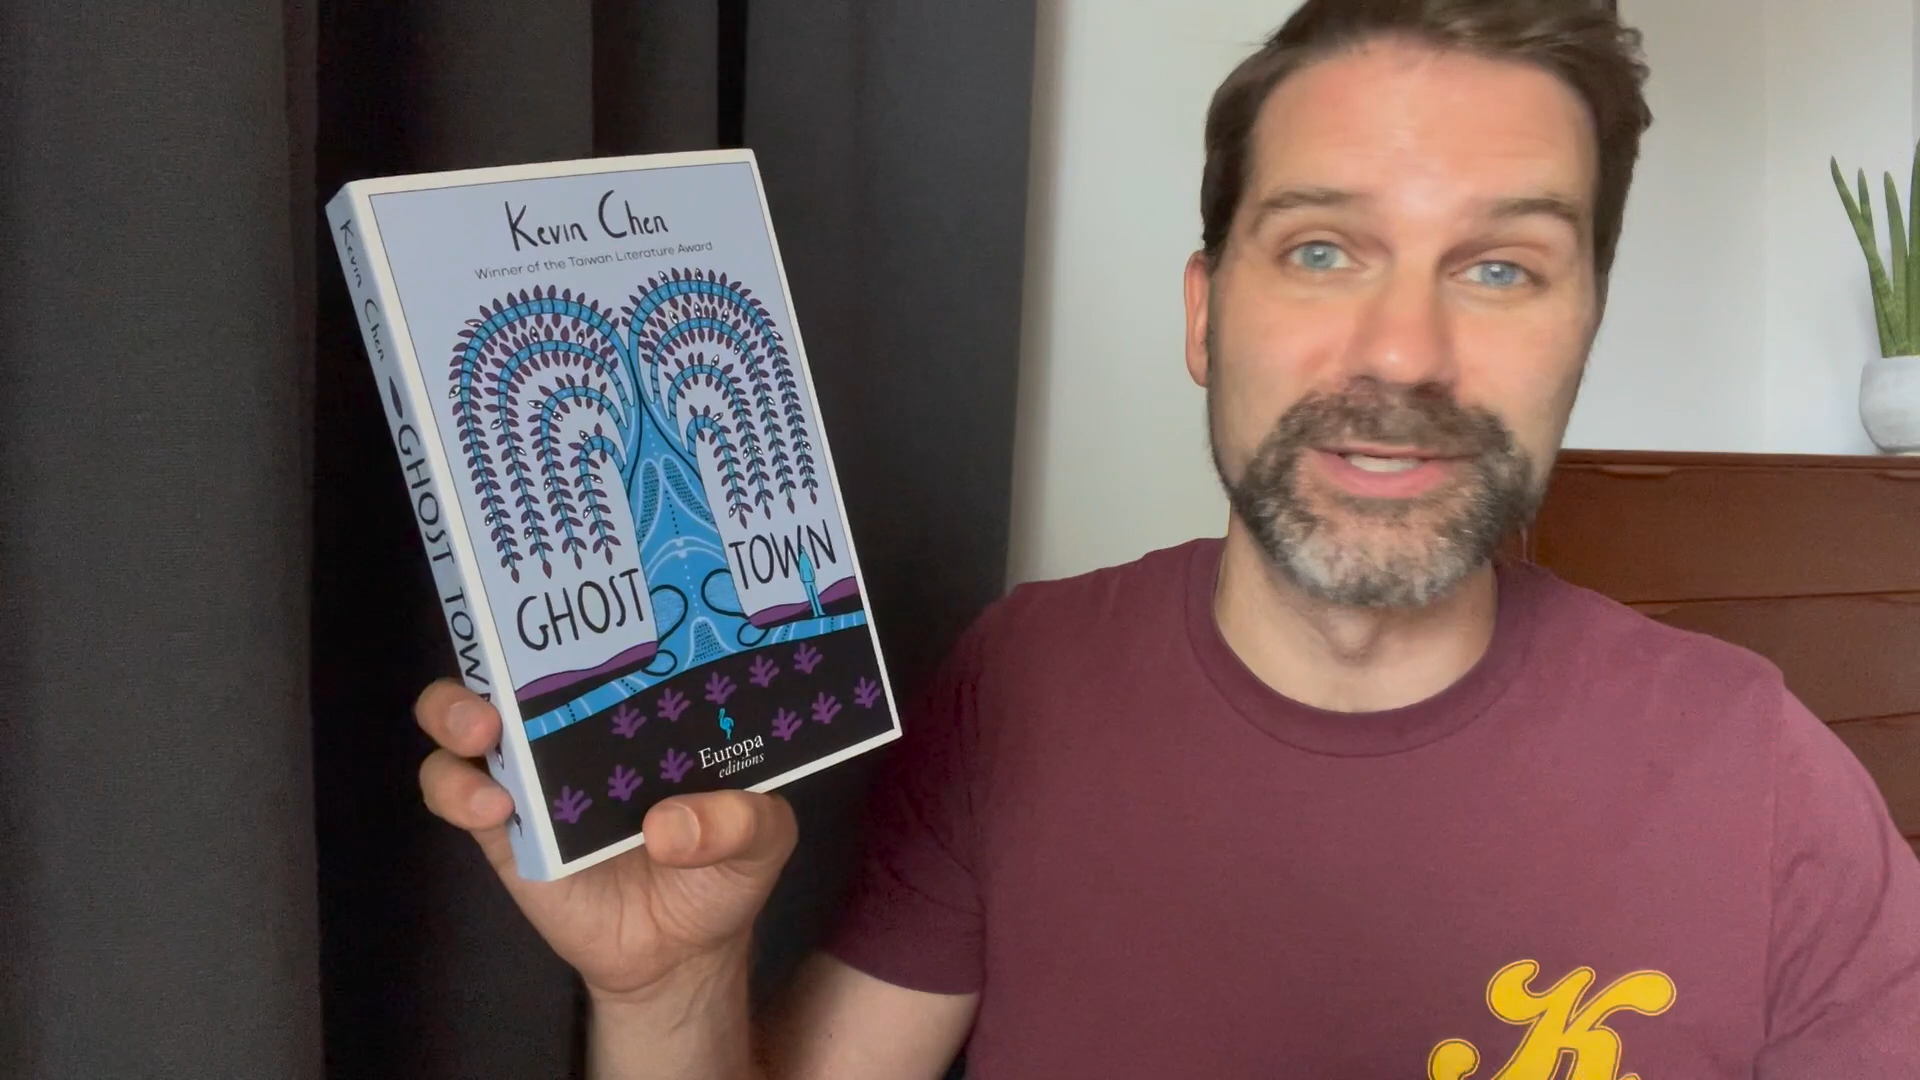 Kevin Chen
Winner of the Taiwan Literature Award
GHOST
TOWN
Europa
editions
Kevin Chen
GHOST TOWN
K